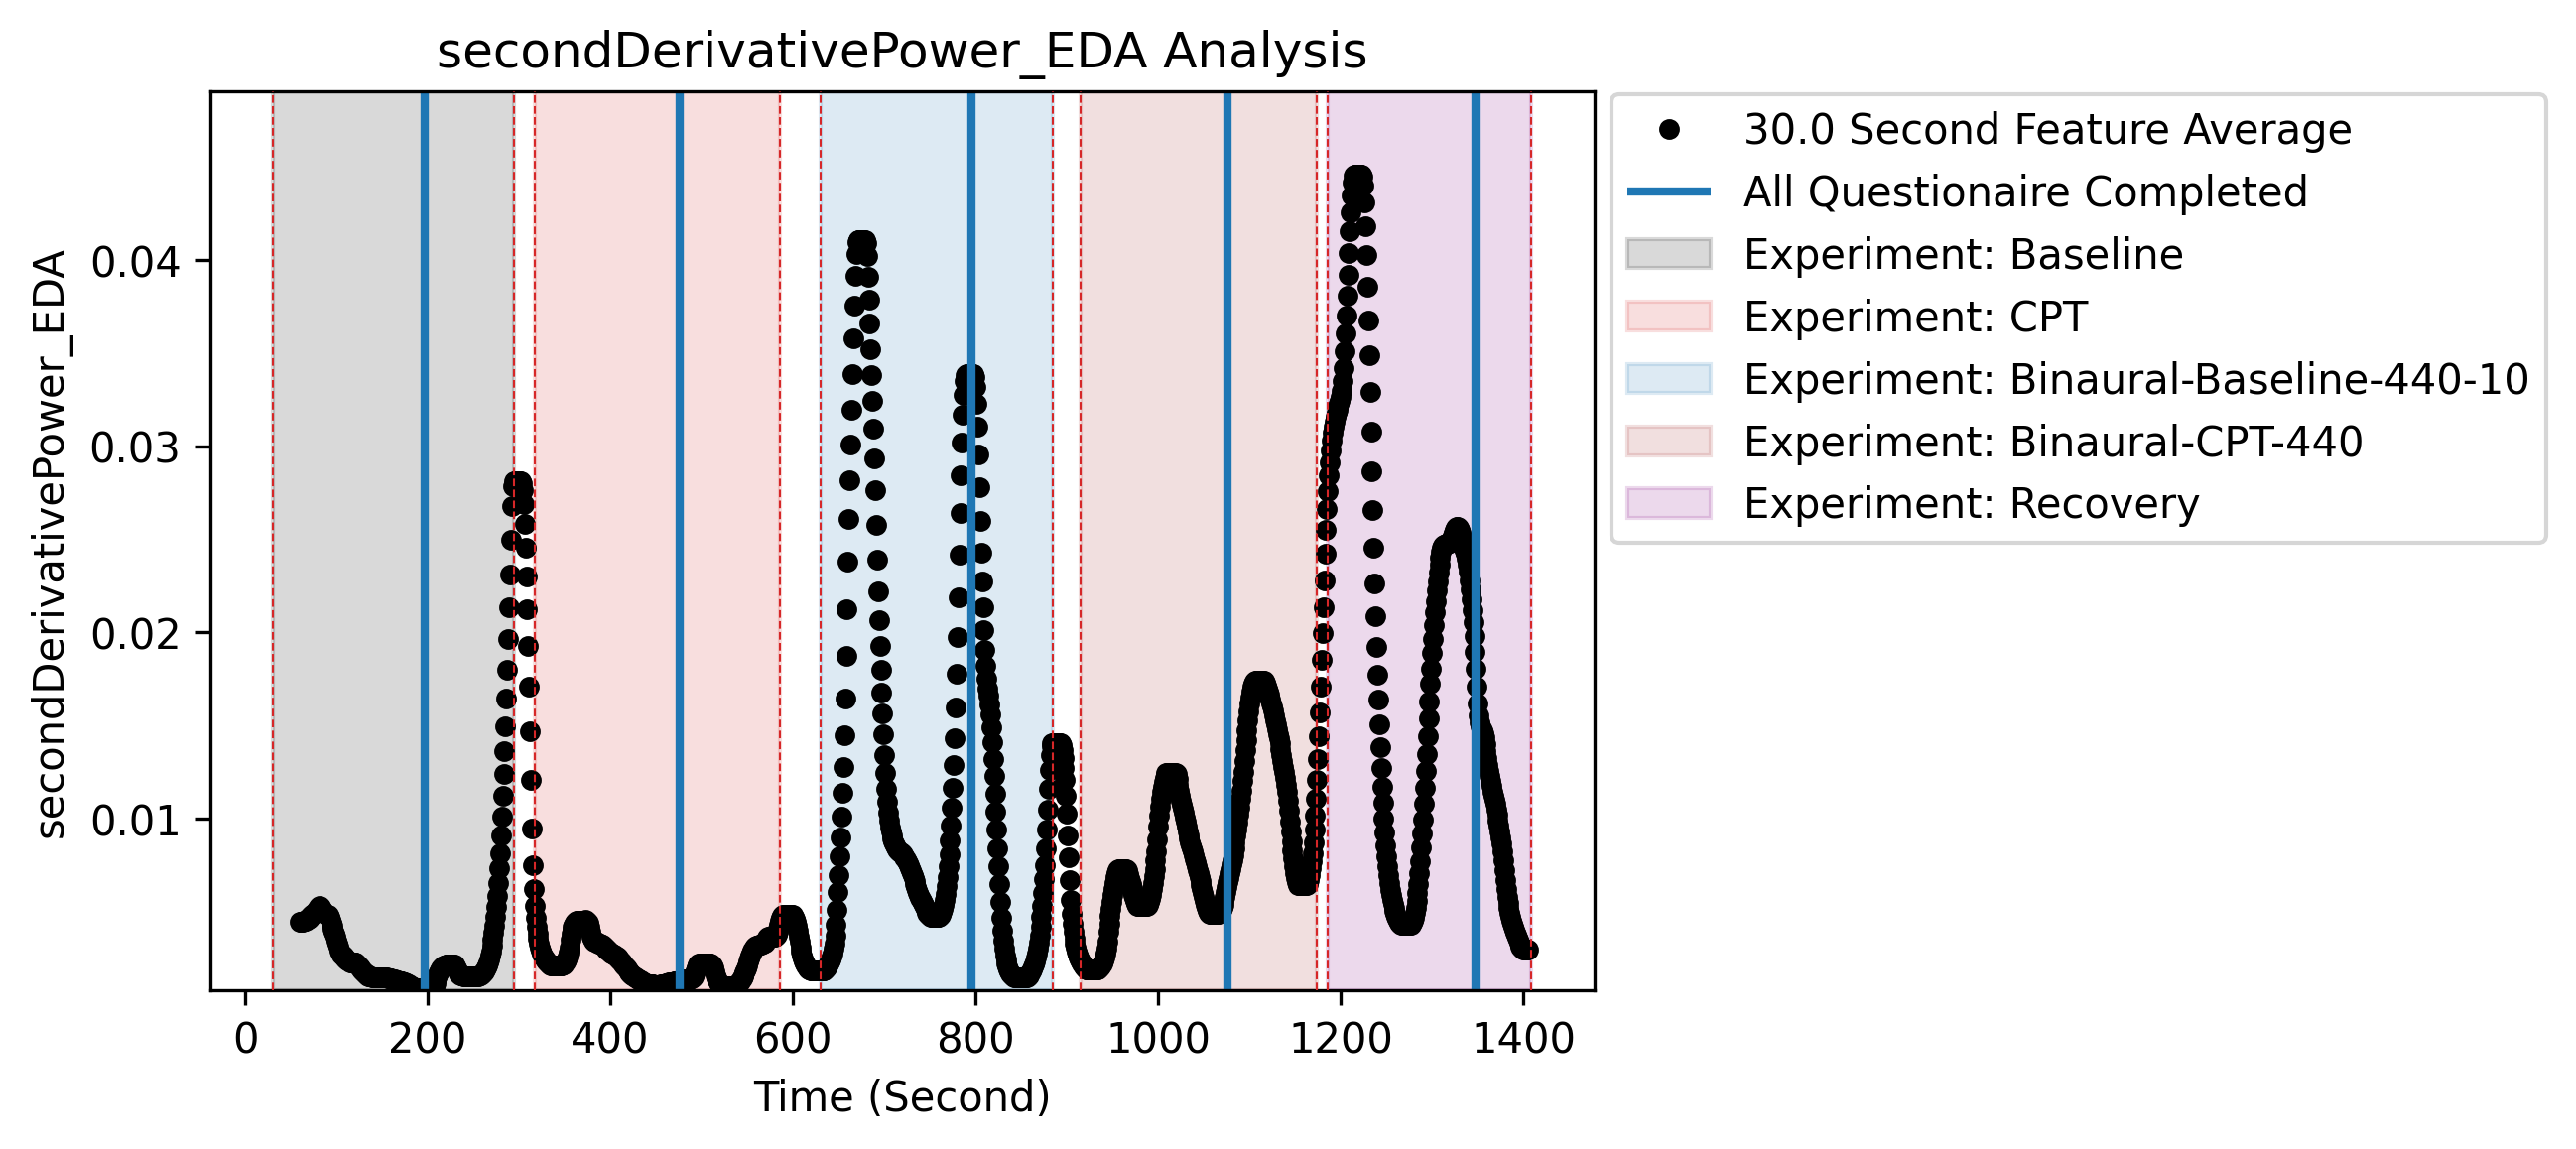 secondDerivativePower_EDA Analysis
secondDerivativePower_EDA
0.04
0.03
0.02
0.01
0 200 400 600 800 1000 1200 1400
Time (Second)
30.0 Second Feature Average
All Questionaire Completed
Experiment: Baseline
Experiment: CPT
Experiment: Binaural-Baseline-440-10
Experiment: Binaural-CPT-440
Experiment: Recovery